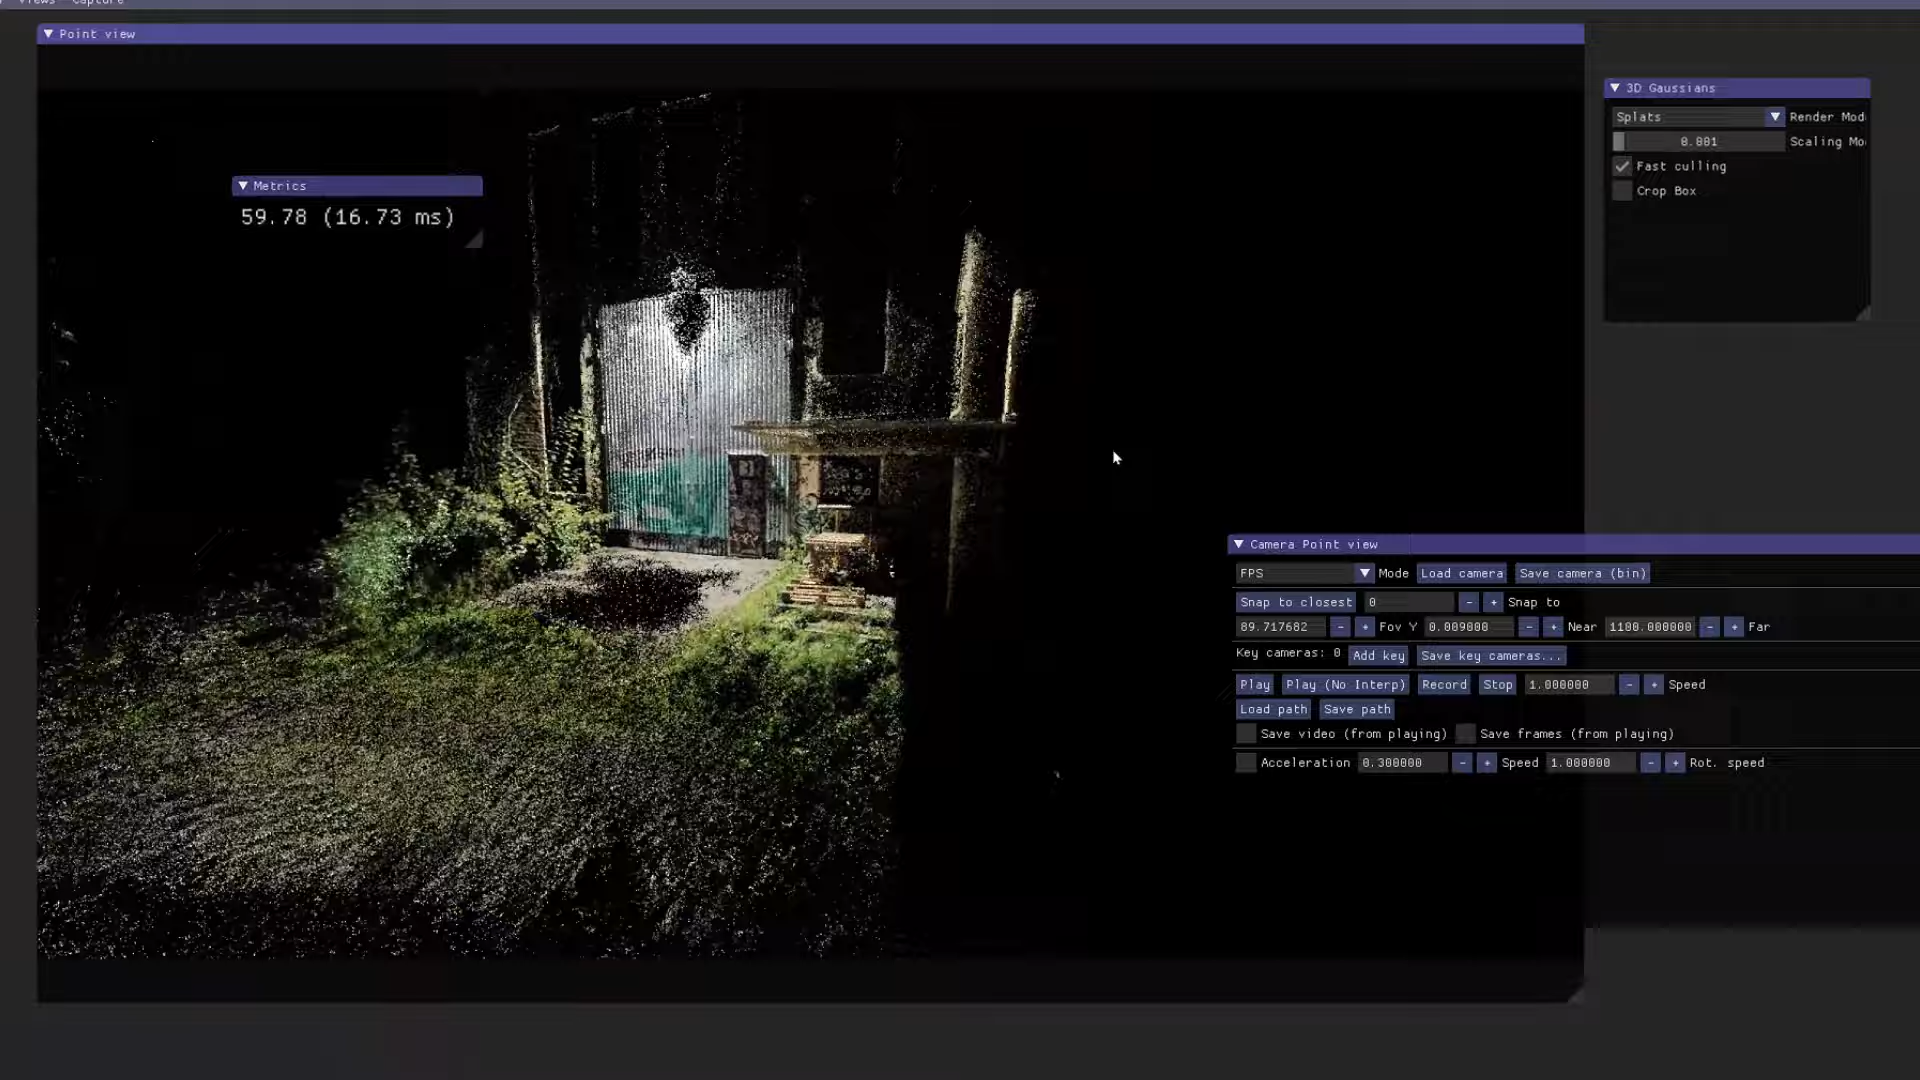 Views Capture
Point view
Metrics
59.78 (16.73 ms)
3D Gaussians
Splats Render Mod
0.001 Scaling Mo
Fast culling
Crop Box
Camera Point view
FPS Mode Load camera Save camera (bin)
Snap to closest 0 - + Snap to
89.717682 - + Fov Y 0.009000 - + Near 1100.000000 - + Far
Key cameras: 0 Add key Save key cameras...
Play Play (No Interp) Record Stop 1.000000 - + Speed
Load path Save path
Save video (from playing) Save frames (from playing)
Acceleration 0.300000 - + Speed 1.000000 - + Rot. speed